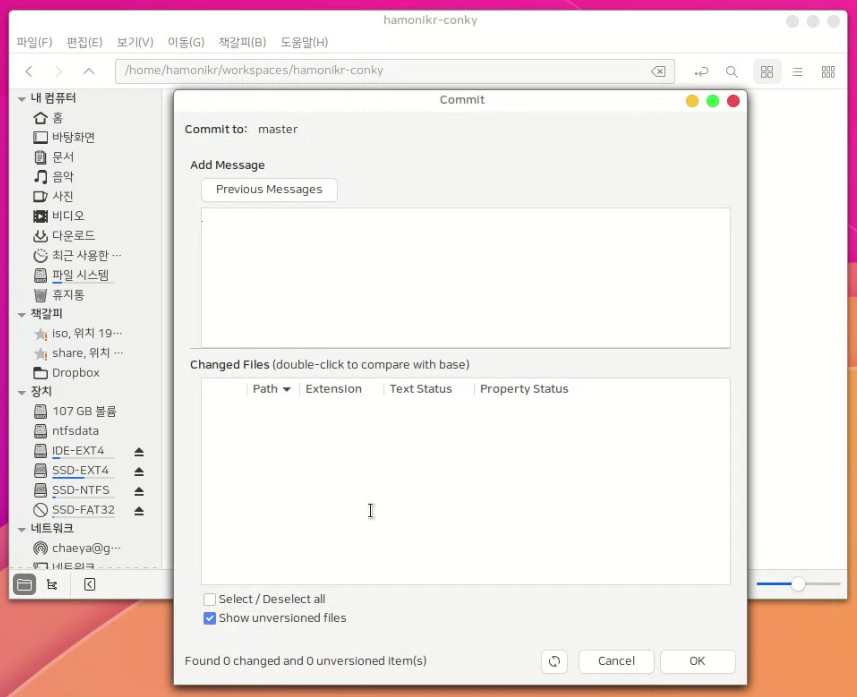 hamonikr-conky
파일(F) 편집(E) 보기(V) 이동(G) 책갈피(B) 도움말(H)
/home/hamonikr/workspaces/hamonikr-conky
내 컴퓨터
홈
바탕화면
문서
음악
사진
비디오
다운로드
최근 사용한 ···
파일 시스템
휴지통
책갈피
iso, 위치 19···
share, 위치 ···
Dropbox
장치
107 GB 볼륨
ntfsdata
IDE-EXT4
SSD-EXT4
SSD-NTFS
SSD-FAT32
네트워크
chaeya@g···
네트워크
Commit
Commit to: master
Add Message
Previous Messages
Changed Files (double-click to compare with base)
Path Extension Text Status Property Status
Select / Deselect all
Show unversioned files
Found 0 changed and 0 unversioned item(s)
Cancel OK